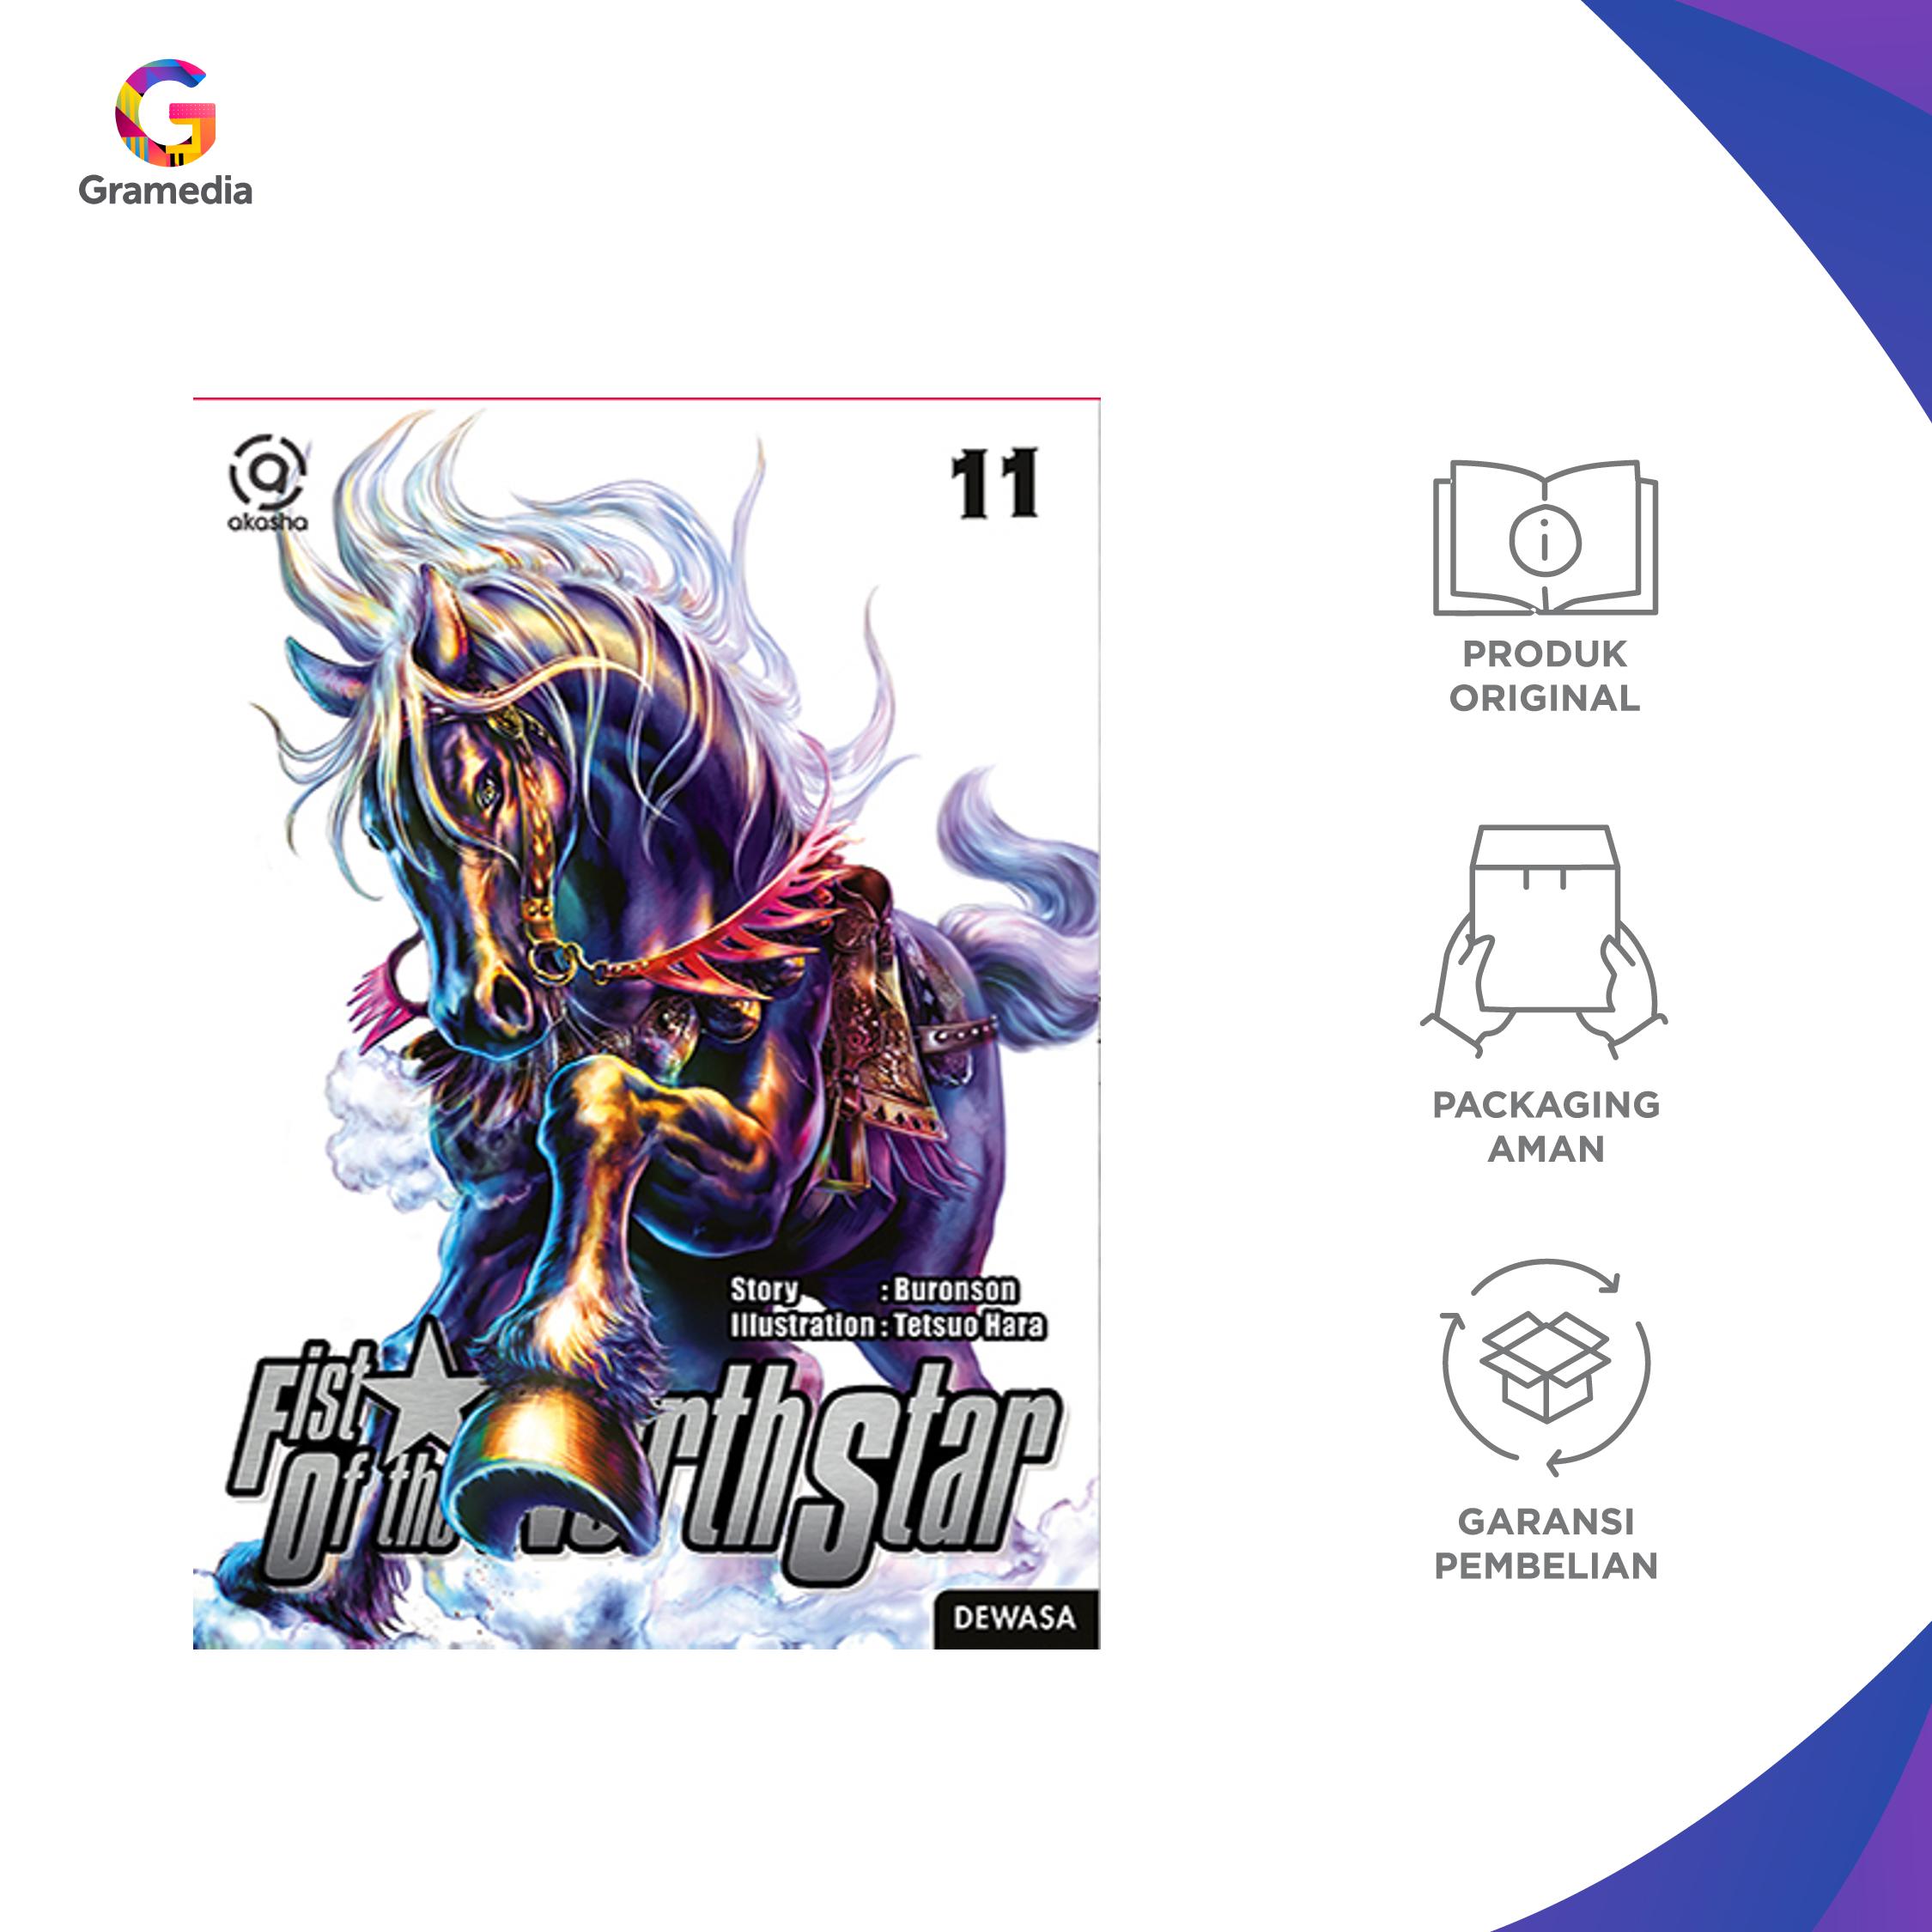 Gramedia
akasha
11
Story : Buronson
Illustration : Tetsuo Hara
Fist
Of the North Star
DEWASA
PRODUK
ORIGINAL
PACKAGING
AMAN
GARANSI
PEMBELIAN